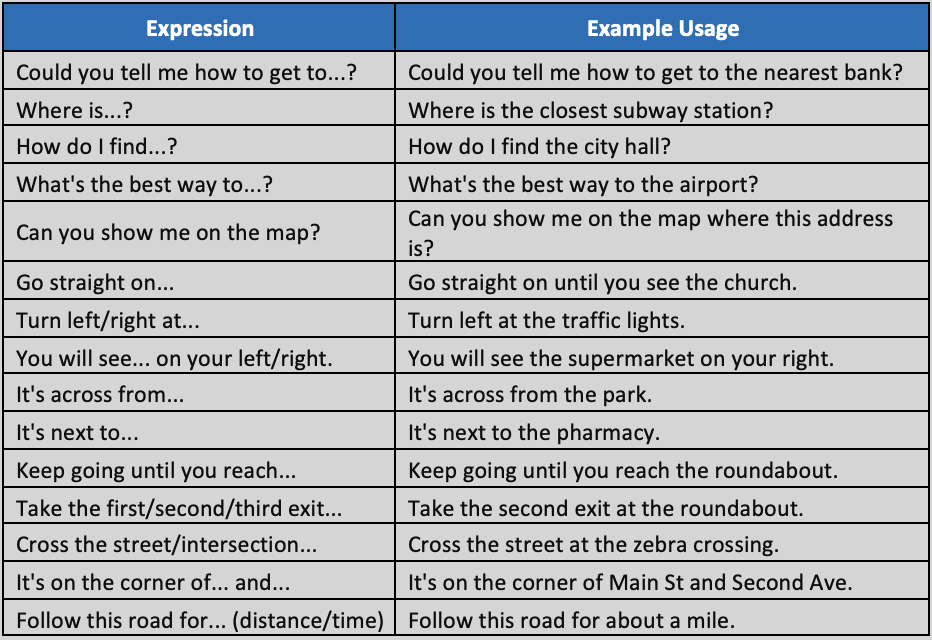 Expression Example Usage
Could you tell me how to get to...? Could you tell me how to get to the nearest bank?
Where is...? Where is the closest subway station?
How do I find...? How do I find the city hall?
What's the best way to...? What's the best way to the airport?
Can you show me on the map? Can you show me on the map where this address
is?
Go straight on... Go straight on until you see the church.
Turn left/right at... Turn left at the traffic lights.
You will see... on your left/right. You will see the supermarket on your right.
It's across from... It's across from the park.
It's next to... It's next to the pharmacy.
Keep going until you reach... Keep going until you reach the roundabout.
Take the first/second/third exit... Take the second exit at the roundabout.
Cross the street/intersection... Cross the street at the zebra crossing.
It's on the corner of... and... It's on the corner of Main St and Second Ave.
Follow this road for... (distance/time) Follow this road for about a mile.